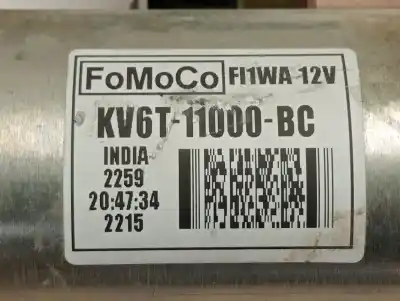 FoMoCo FI1WA 12V
KV6T-11000-BC
INDIA
2259
20:47:34
2215